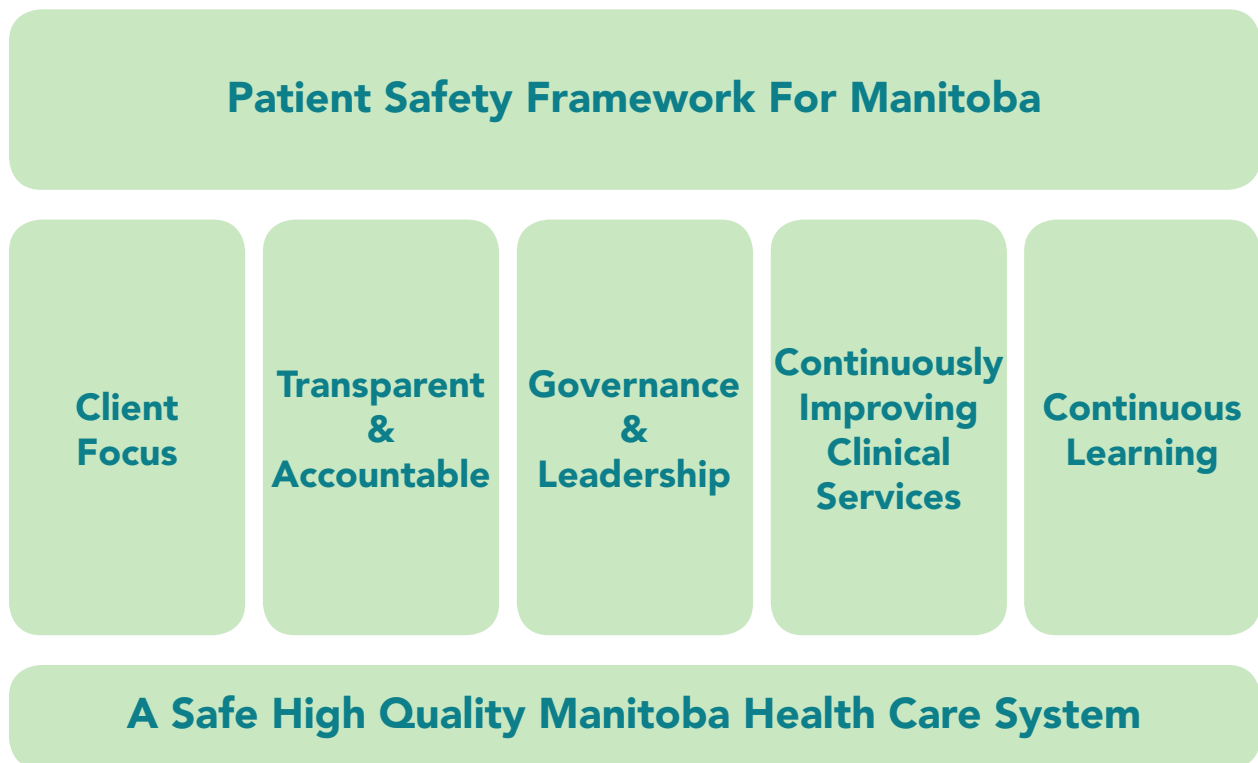 Patient Safety Framework For Manitoba
Client
Focus
Transparent
&
Accountable
Governance
&
Leadership
Continuously
Improving
Clinical
Services
Continuous
Learning
A Safe High Quality Manitoba Health Care System